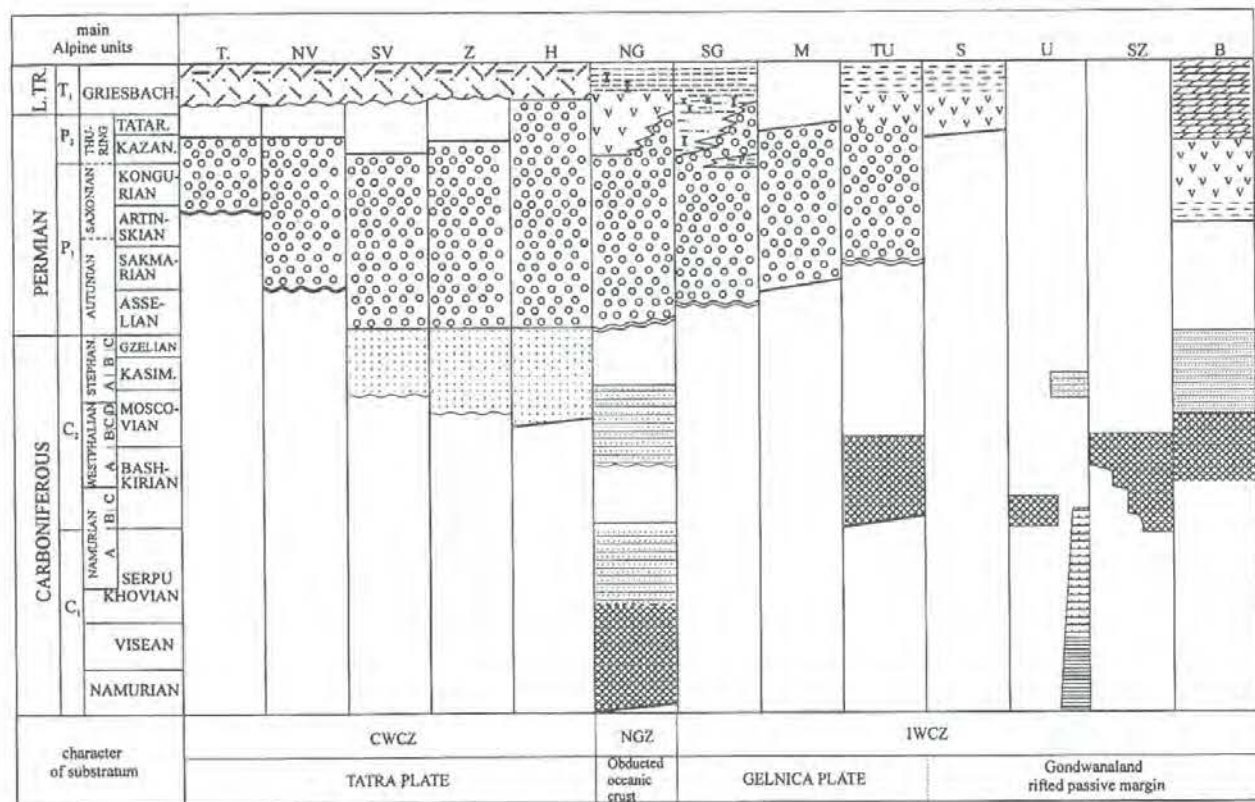 main
Alpine units
T. NV SV Z H NG SG M TU S U SZ B
L. TR.
T₁
GRIESBACH.
PERMIAN
P₂
THU-
RING
TATAR.
KAZAN.
P₁
SAXONIAN
KONGU-
RIAN
ARTIN-
SKIAN
AUTUNIAN
SAKMA-
RIAN
ASSE-
LIAN
CARBONIFEROUS
C₂
STEPHAN.
A B C
GZELIAN
KASIM.
WESTPHALIAN
A B C D
MOSCO-
VIAN
BASH-
KIRIAN
NAMURIAN
A B C
C₁
SERPU
KHOVIAN
VISEAN
NAMURIAN
character
of substratum
CWCZ NGZ IWCZ
TATRA PLATE
Obducted
oceanic
crust
GELNICA PLATE
Gondwanaland
rifted passive margin